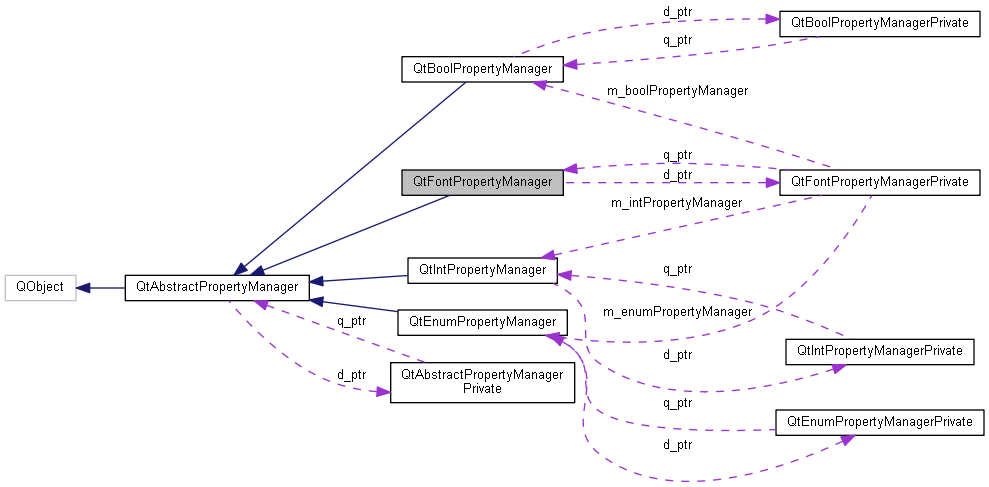 d_ptr
QtBoolPropertyManagerPrivate
q_ptr
QtBoolPropertyManager
m_boolPropertyManager
q_ptr
QtFontPropertyManager
d_ptr
QtFontPropertyManagerPrivate
m_intPropertyManager
QtIntPropertyManager
q_ptr
QObject
QtAbstractPropertyManager
m_enumPropertyManager
QtEnumPropertyManager
q_ptr
QtIntPropertyManagerPrivate
d_ptr
d_ptr
QtAbstractPropertyManager
Private
q_ptr
QtEnumPropertyManagerPrivate
d_ptr